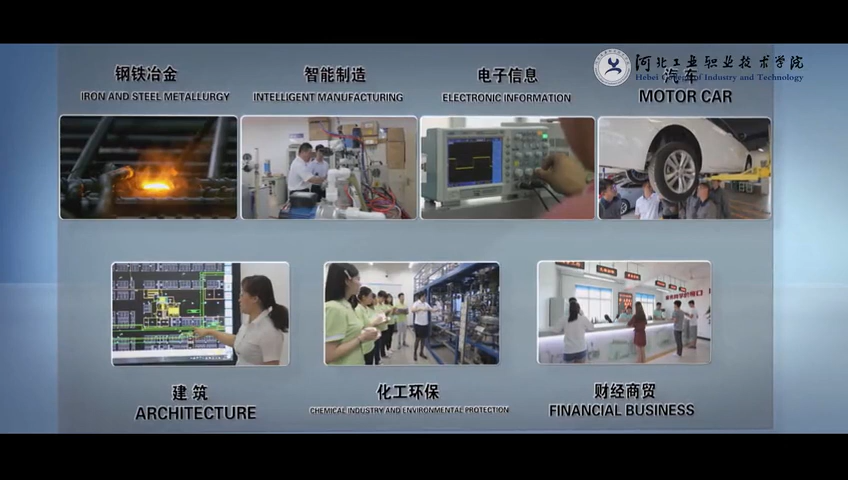 河北工业职业技术学院
Hebei College of Industry and Technology
钢铁冶金
IRON AND STEEL METALLURGY
智能制造
INTELLIGENT MANUFACTURING
电子信息
ELECTRONIC INFORMATION
汽车
MOTOR CAR
建筑
ARCHITECTURE
化工环保
CHEMICAL INDUSTRY AND ENVIRONMENTAL PROTECTION
财经商贸
FINANCIAL BUSINESS